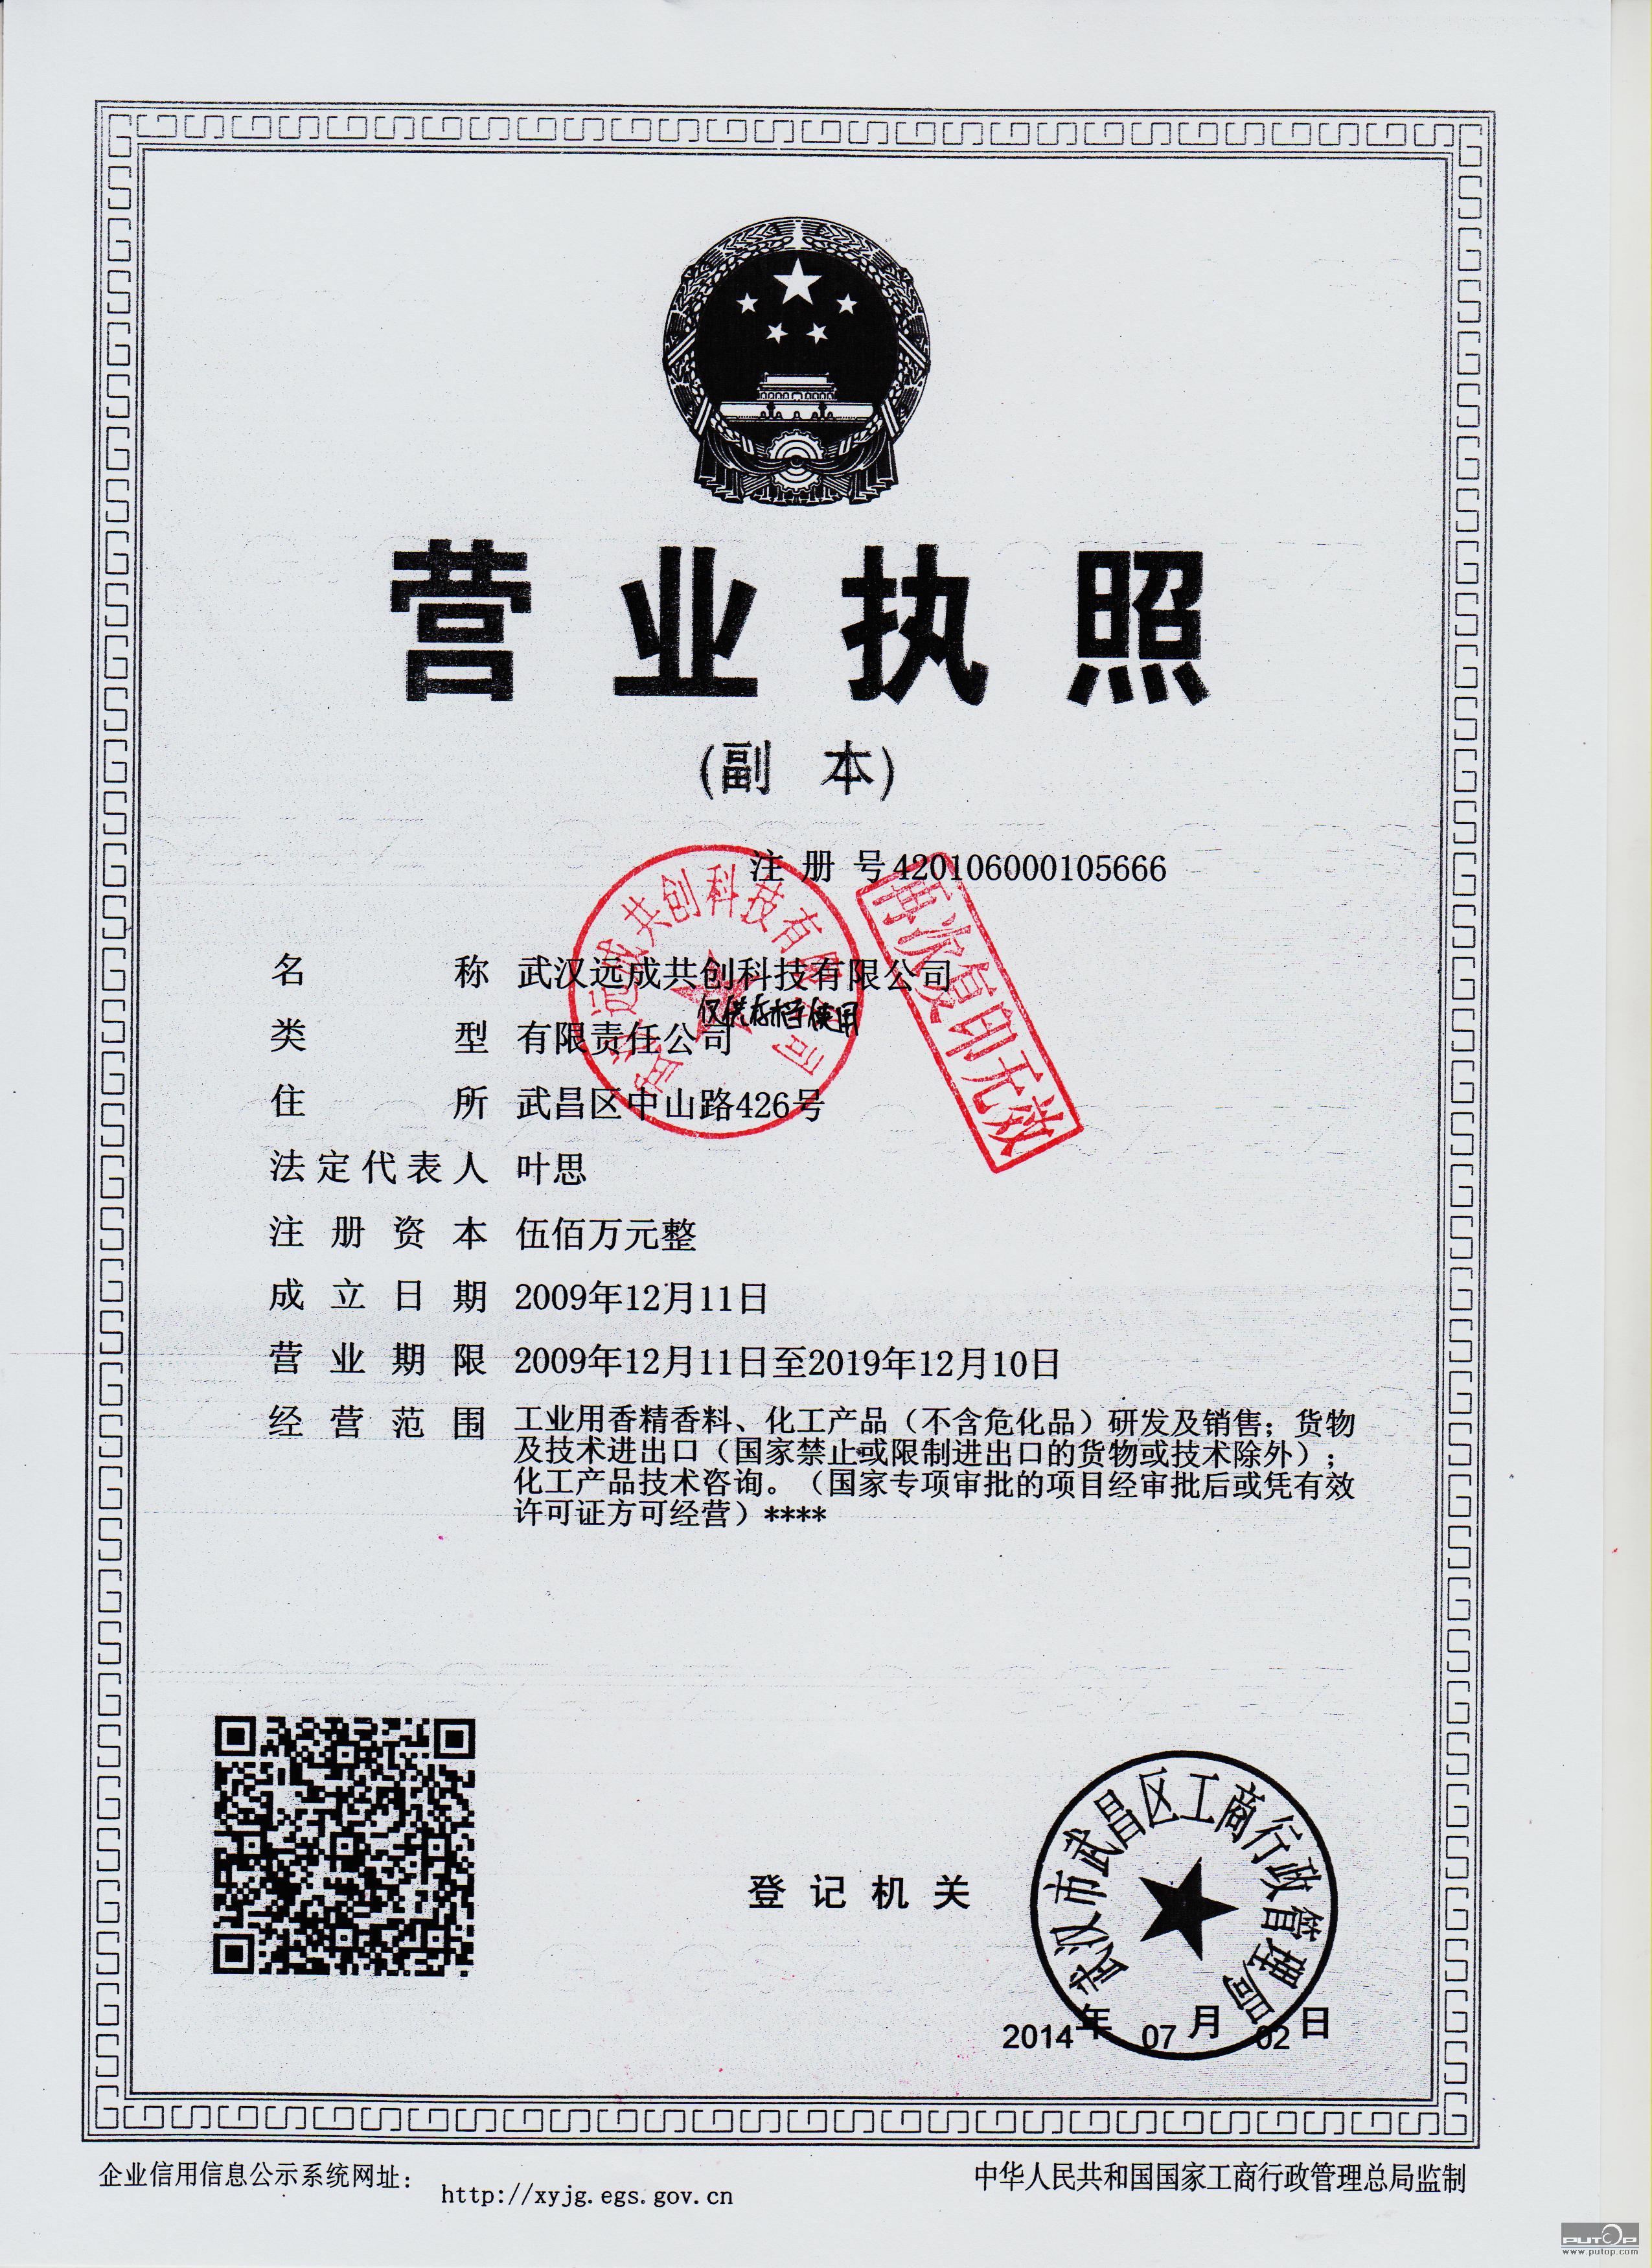 营业执照
(副 本)
注 册 号420106000105666
名 称 武汉远成共创科技有限公司
仅供存档使用
类 型 有限责任公司
住 所 武昌区中山路426号
法定代表人 叶思
注 册 资 本 伍佰万元整
成 立 日 期 2009年12月11日
营 业 期 限 2009年12月11日至2019年12月10日
经 营 范 围 工业用香精香料、化工产品（不含危化品）研发及销售；货物
及技术进出口（国家禁止或限制进出口的货物或技术除外）；
化工产品技术咨询。（国家专项审批的项目经审批后或凭有效
许可证方可经营）****
武汉远成共创科技有限公司
再次复印无效
登 记 机 关
武汉市武昌区工商行政管理局
2014年 07月 02日
企业信用信息公示系统网址： http://xyjg.egs.gov.cn
中华人民共和国国家工商行政管理总局监制
PUTOP
www.putop.com